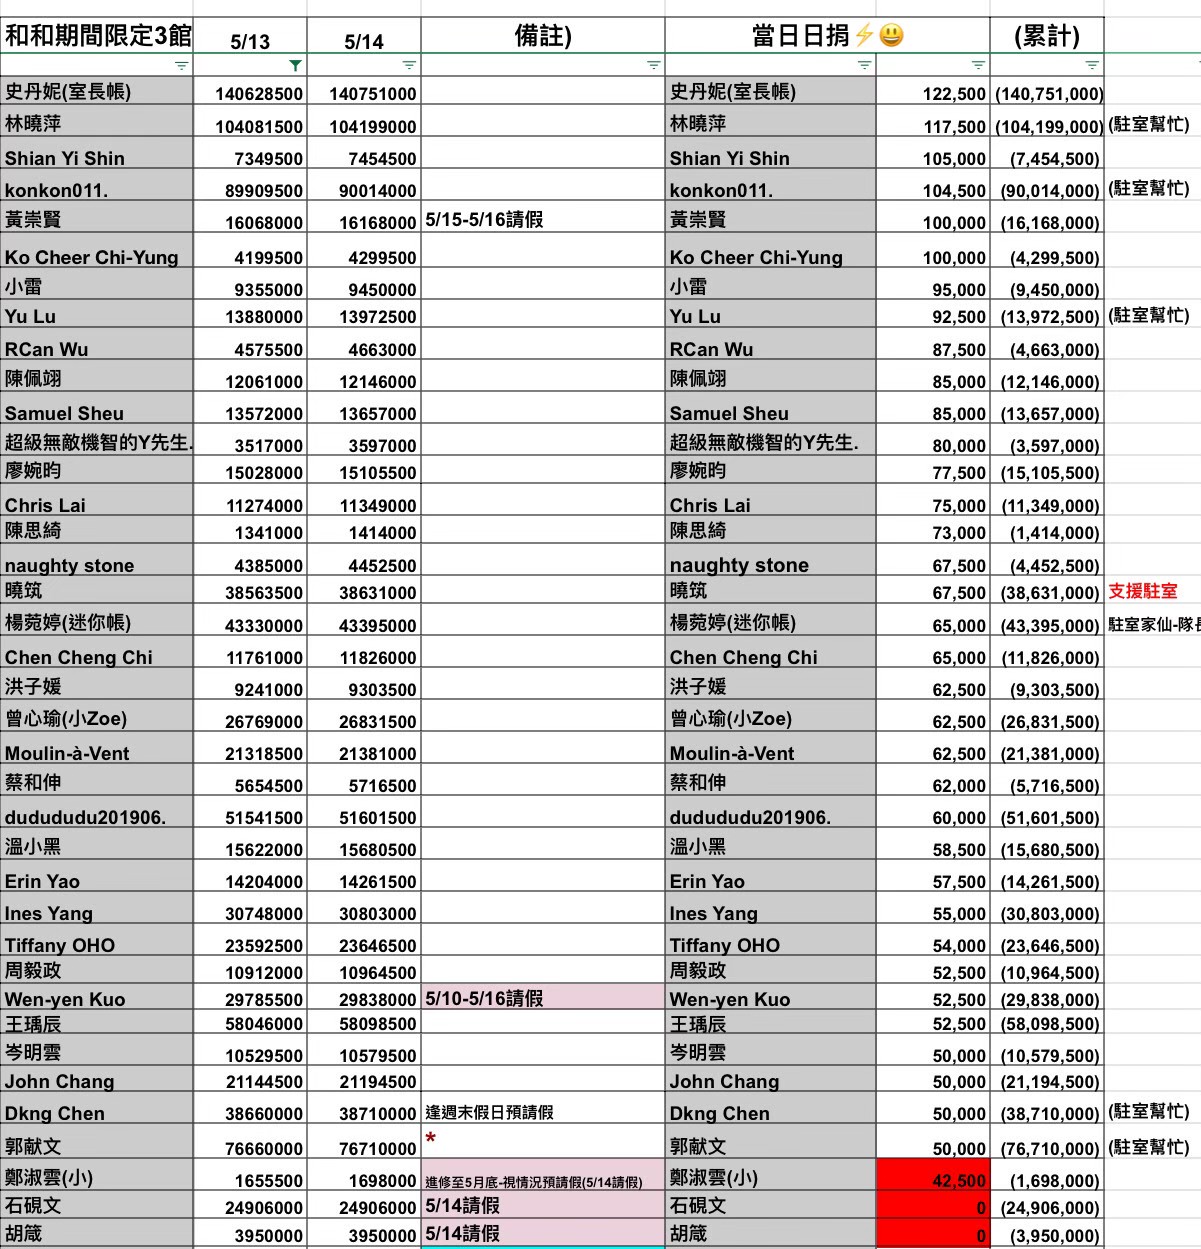 和和期間限定3館 5/13 5/14 備註) 當日日捐⚡😃 (累計)
史丹妮(室長帳) 140628500 140751000 史丹妮(室長帳) 122,500 (140,751,000)
林曉萍 104081500 104199000 林曉萍 117,500 (104,199,000) (駐室幫忙)
Shian Yi Shin 7349500 7454500 Shian Yi Shin 105,000 (7,454,500)
konkon011. 89909500 90014000 konkon011. 104,500 (90,014,000) (駐室幫忙)
黃崇賢 16068000 16168000 5/15-5/16請假 黃崇賢 100,000 (16,168,000)
Ko Cheer Chi-Yung 4199500 4299500 Ko Cheer Chi-Yung 100,000 (4,299,500)
小雷 9355000 9450000 小雷 95,000 (9,450,000)
Yu Lu 13880000 13972500 Yu Lu 92,500 (13,972,500) (駐室幫忙)
RCan Wu 4575500 4663000 RCan Wu 87,500 (4,663,000)
陳佩翊 12061000 12146000 陳佩翊 85,000 (12,146,000)
Samuel Sheu 13572000 13657000 Samuel Sheu 85,000 (13,657,000)
超級無敵機智的Y先生. 3517000 3597000 超級無敵機智的Y先生. 80,000 (3,597,000)
廖婉昀 15028000 15105500 廖婉昀 77,500 (15,105,500)
Chris Lai 11274000 11349000 Chris Lai 75,000 (11,349,000)
陳思綺 1341000 1414000 陳思綺 73,000 (1,414,000)
naughty stone 4385000 4452500 naughty stone 67,500 (4,452,500)
曉筑 38563500 38631000 曉筑 67,500 (38,631,000) 支援駐室
楊菀婷(迷你帳) 43330000 43395000 楊菀婷(迷你帳) 65,000 (43,395,000) 駐室家仙-隊長
Chen Cheng Chi 11761000 11826000 Chen Cheng Chi 65,000 (11,826,000)
洪子媛 9241000 9303500 洪子媛 62,500 (9,303,500)
曾心瑜(小Zoe) 26769000 26831500 曾心瑜(小Zoe) 62,500 (26,831,500)
Moulin-à-Vent 21318500 21381000 Moulin-à-Vent 62,500 (21,381,000)
蔡和伸 5654500 5716500 蔡和伸 62,000 (5,716,500)
dudududu201906. 51541500 51601500 dudududu201906. 60,000 (51,601,500)
溫小黑 15622000 15680500 溫小黑 58,500 (15,680,500)
Erin Yao 14204000 14261500 Erin Yao 57,500 (14,261,500)
Ines Yang 30748000 30803000 Ines Yang 55,000 (30,803,000)
Tiffany OHO 23592500 23646500 Tiffany OHO 54,000 (23,646,500)
周毅政 10912000 10964500 周毅政 52,500 (10,964,500)
Wen-yen Kuo 29785500 29838000 5/10-5/16請假 Wen-yen Kuo 52,500 (29,838,000)
王瑀辰 58046000 58098500 王瑀辰 52,500 (58,098,500)
岑明雲 10529500 10579500 岑明雲 50,000 (10,579,500)
John Chang 21144500 21194500 John Chang 50,000 (21,194,500)
Dkng Chen 38660000 38710000 逢週末假日預請假 Dkng Chen 50,000 (38,710,000) (駐室幫忙)
郭献文 76660000 76710000 * 郭献文 50,000 (76,710,000) (駐室幫忙)
鄭淑雲(小) 1655500 1698000 進修至5月底-視情況預請假(5/14請假) 鄭淑雲(小) 42,500 (1,698,000)
石硯文 24906000 24906000 5/14請假 石硯文 0 (24,906,000)
胡箴 3950000 3950000 5/14請假 胡箴 0 (3,950,000)